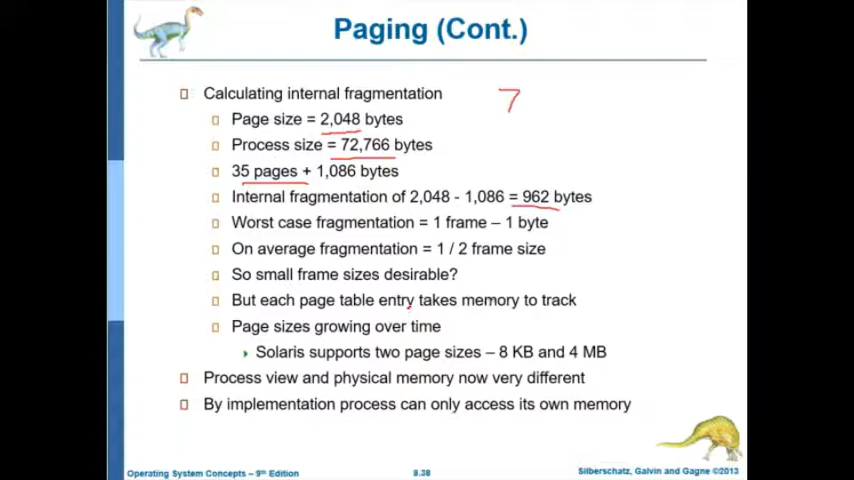 Paging (Cont.)
Calculating internal fragmentation
7
Page size = 2,048 bytes
Process size = 72,766 bytes
35 pages + 1,086 bytes
Internal fragmentation of 2,048 - 1,086 = 962 bytes
Worst case fragmentation = 1 frame – 1 byte
On average fragmentation = 1 / 2 frame size
So small frame sizes desirable?
But each page table entry takes memory to track
Page sizes growing over time
Solaris supports two page sizes – 8 KB and 4 MB
Process view and physical memory now very different
By implementation process can only access its own memory
Operating System Concepts – 9th Edition
8.38
Silberschatz, Galvin and Gagne ©2013